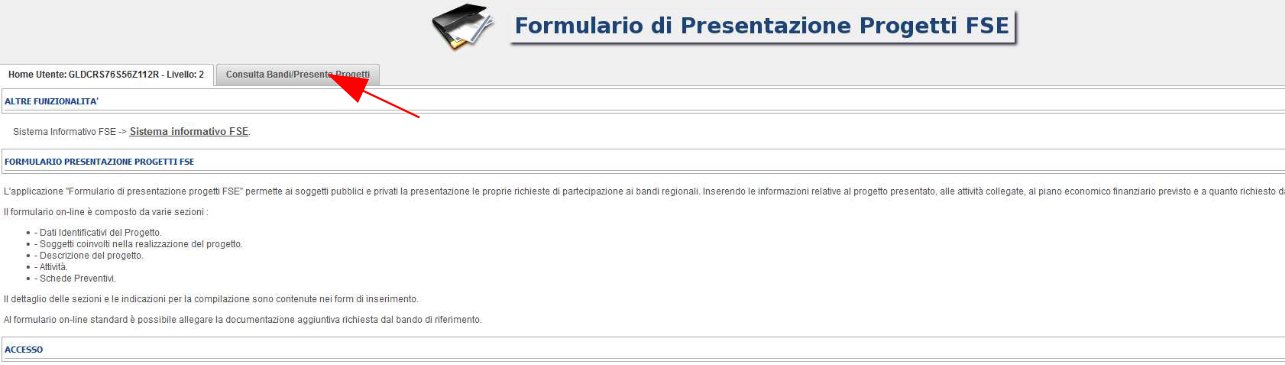 Formulario di Presentazione Progetti FSE
Home Utente: GLDCRS76S56Z112R - Livello: 2
Consulta Bandi/Presenta Progetti
ALTRE FUNZIONALITA'
Sistema Informativo FSE -> Sistema informativo FSE.
FORMULARIO PRESENTAZIONE PROGETTI FSE
L'applicazione "Formulario di presentazione progetti FSE" permette ai soggetti pubblici e privati la presentazione le proprie richieste di partecipazione ai bandi regionali. Inserendo le informazioni relative al progetto presentato, alle attività collegate, al piano economico finanziario previsto e a quanto richiesto da
Il formulario on-line è composto da varie sezioni :
- Dati Identificativi del Progetto.
- Soggetti coinvolti nella realizzazione del progetto.
- Descrizione del progetto.
- Attività.
- Schede Preventivi.
Il dettaglio delle sezioni e le indicazioni per la compilazione sono contenute nei form di inserimento.
Al formulario on-line standard è possibile allegare la documentazione aggiuntiva richiesta dal bando di riferimento.
ACCESSO